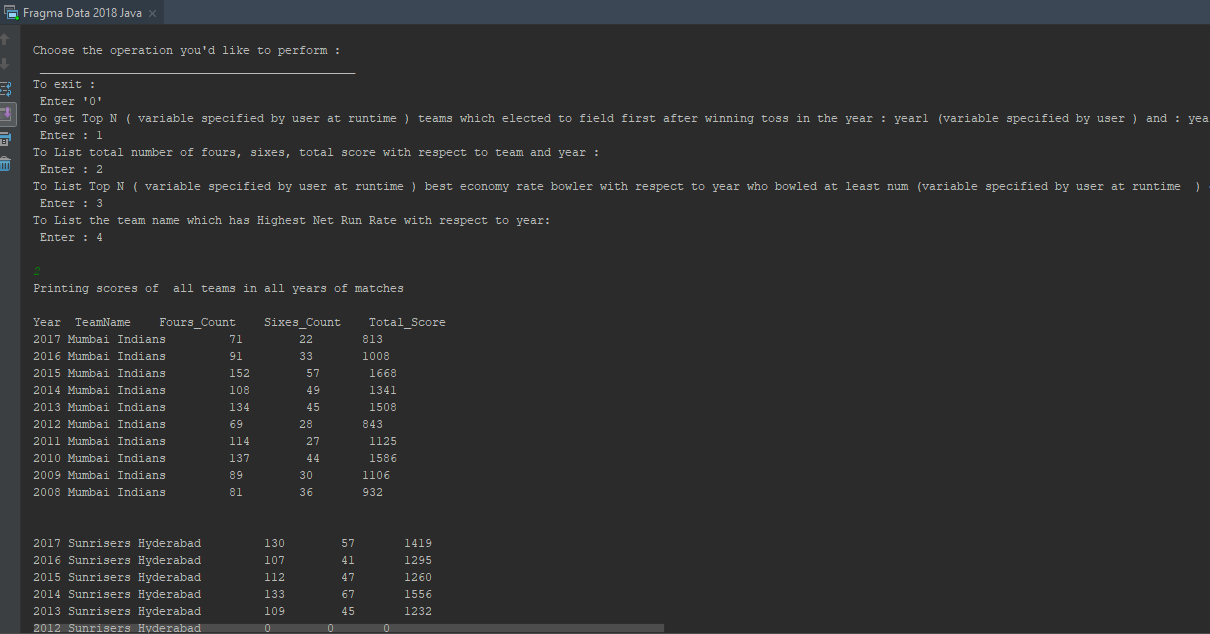 Fragma Data 2018 Java
Choose the operation you'd like to perform :
To exit :
Enter '0'
To get Top N ( variable specified by user at runtime ) teams which elected to field first after winning toss in the year : year1 (variable specified by user ) and : yea
Enter : 1
To List total number of fours, sixes, total score with respect to team and year :
Enter : 2
To List Top N ( variable specified by user at runtime ) best economy rate bowler with respect to year who bowled at least num (variable specified by user at runtime  )
Enter : 3
To List the team name which has Highest Net Run Rate with respect to year:
Enter : 4
2
Printing scores of  all teams in all years of matches
Year  TeamName    Fours_Count    Sixes_Count    Total_Score
2017 Mumbai Indians         71        22       813
2016 Mumbai Indians         91        33       1008
2015 Mumbai Indians         152        57       1668
2014 Mumbai Indians         108        49       1341
2013 Mumbai Indians         134        45       1508
2012 Mumbai Indians         69        28       843
2011 Mumbai Indians         114        27       1125
2010 Mumbai Indians         137        44       1586
2009 Mumbai Indians         89        30       1106
2008 Mumbai Indians         81        36       932
2017 Sunrisers Hyderabad         130        57       1419
2016 Sunrisers Hyderabad         107        41       1295
2015 Sunrisers Hyderabad         112        47       1260
2014 Sunrisers Hyderabad         133        67       1556
2013 Sunrisers Hyderabad         109        45       1232
2012 Sunrisers Hyderabad         0        0       0